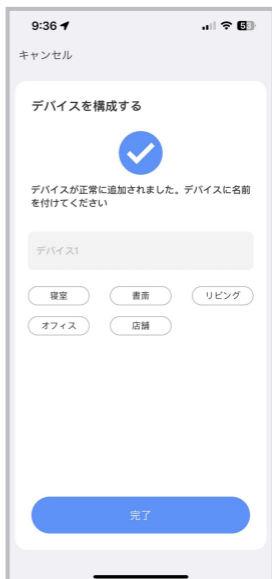 9:36
キャンセル
デバイスを構成する
デバイスが正常に追加されました。デバイスに名前
を付けてください
デバイス1
寝室 書斎 リビング
オフィス 店舗
完了